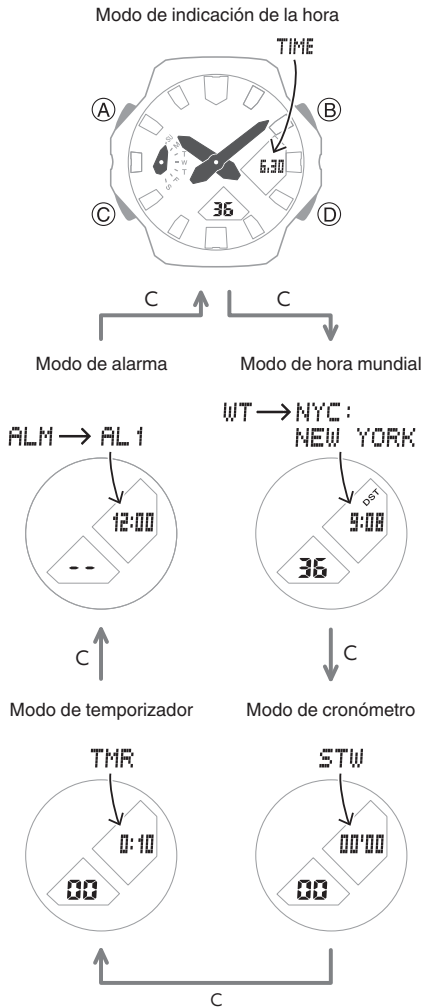 Modo de indicación de la hora
TIME
A
B
SU M T W T F S
6.30
36
C
D
C
C
Modo de alarma
Modo de hora mundial
ALM → AL1
WT → NYC:
NEW YORK
12:00
--
DST
9:08
36
C
C
Modo de temporizador
Modo de cronómetro
TMR
STW
0:10
00
00'00
00
C